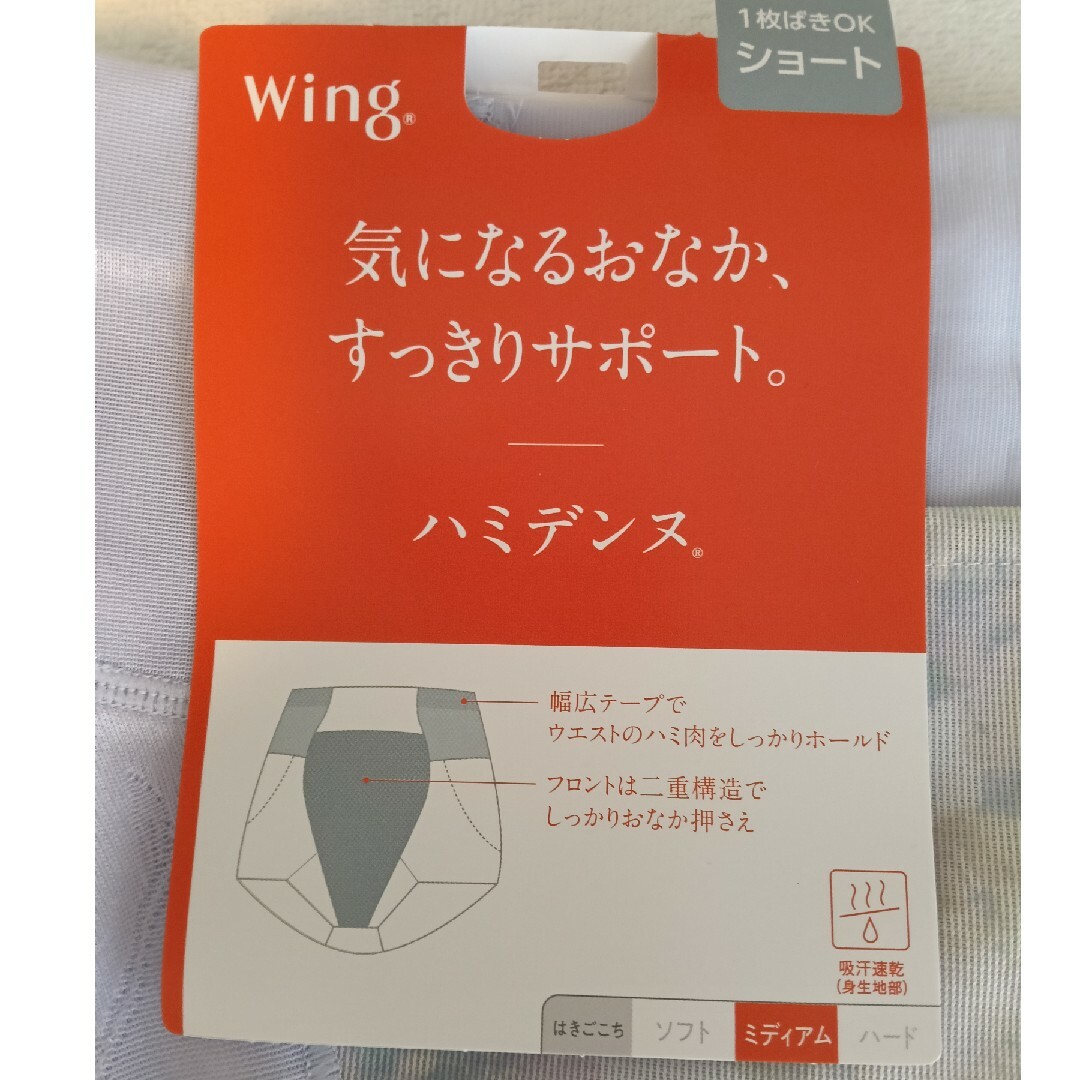 1枚ばきOK
ショート
Wing®
気になるおなか、
すっきりサポート。
ハミデンヌ®
幅広テープで
ウエストのハミ肉をしっかりホールド
フロントは二重構造で
しっかりおなか押さえ
吸汗速乾
(身生地部)
はきごこち ソフト ミディアム ハード